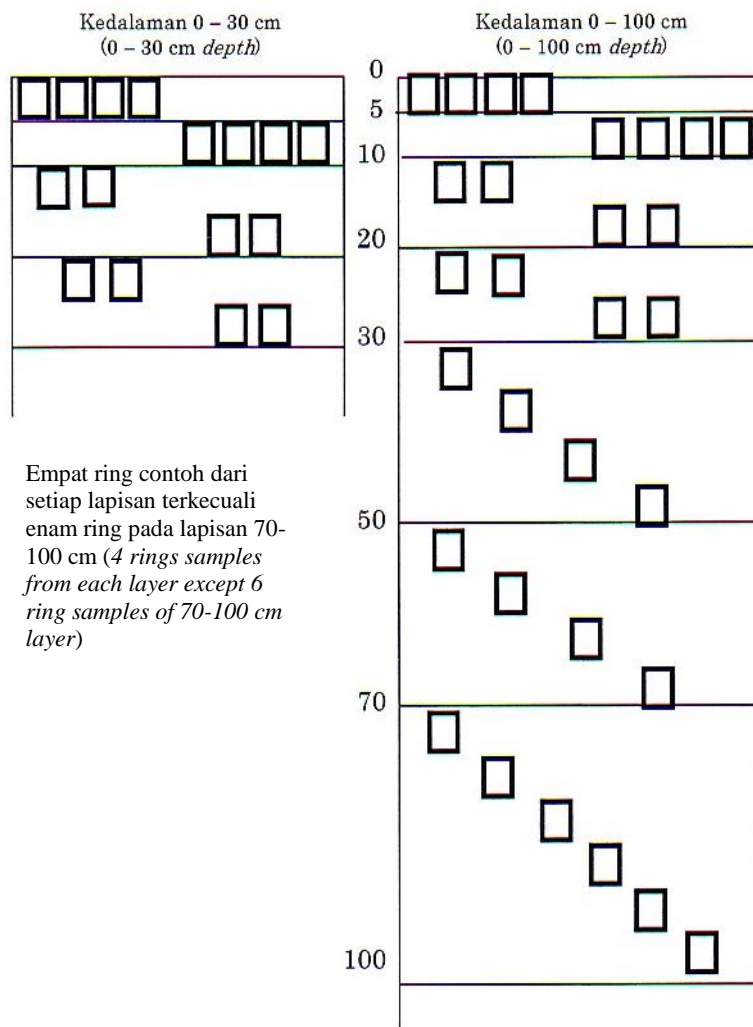 Kedalaman 0 – 30 cm
(0 – 30 cm depth)
Kedalaman 0 – 100 cm
(0 – 100 cm depth)
0
5
10
20
30
50
70
100
Empat ring contoh dari
setiap lapisan terkecuali
enam ring pada lapisan 70-
100 cm (4 rings samples
from each layer except 6
ring samples of 70-100 cm
layer)